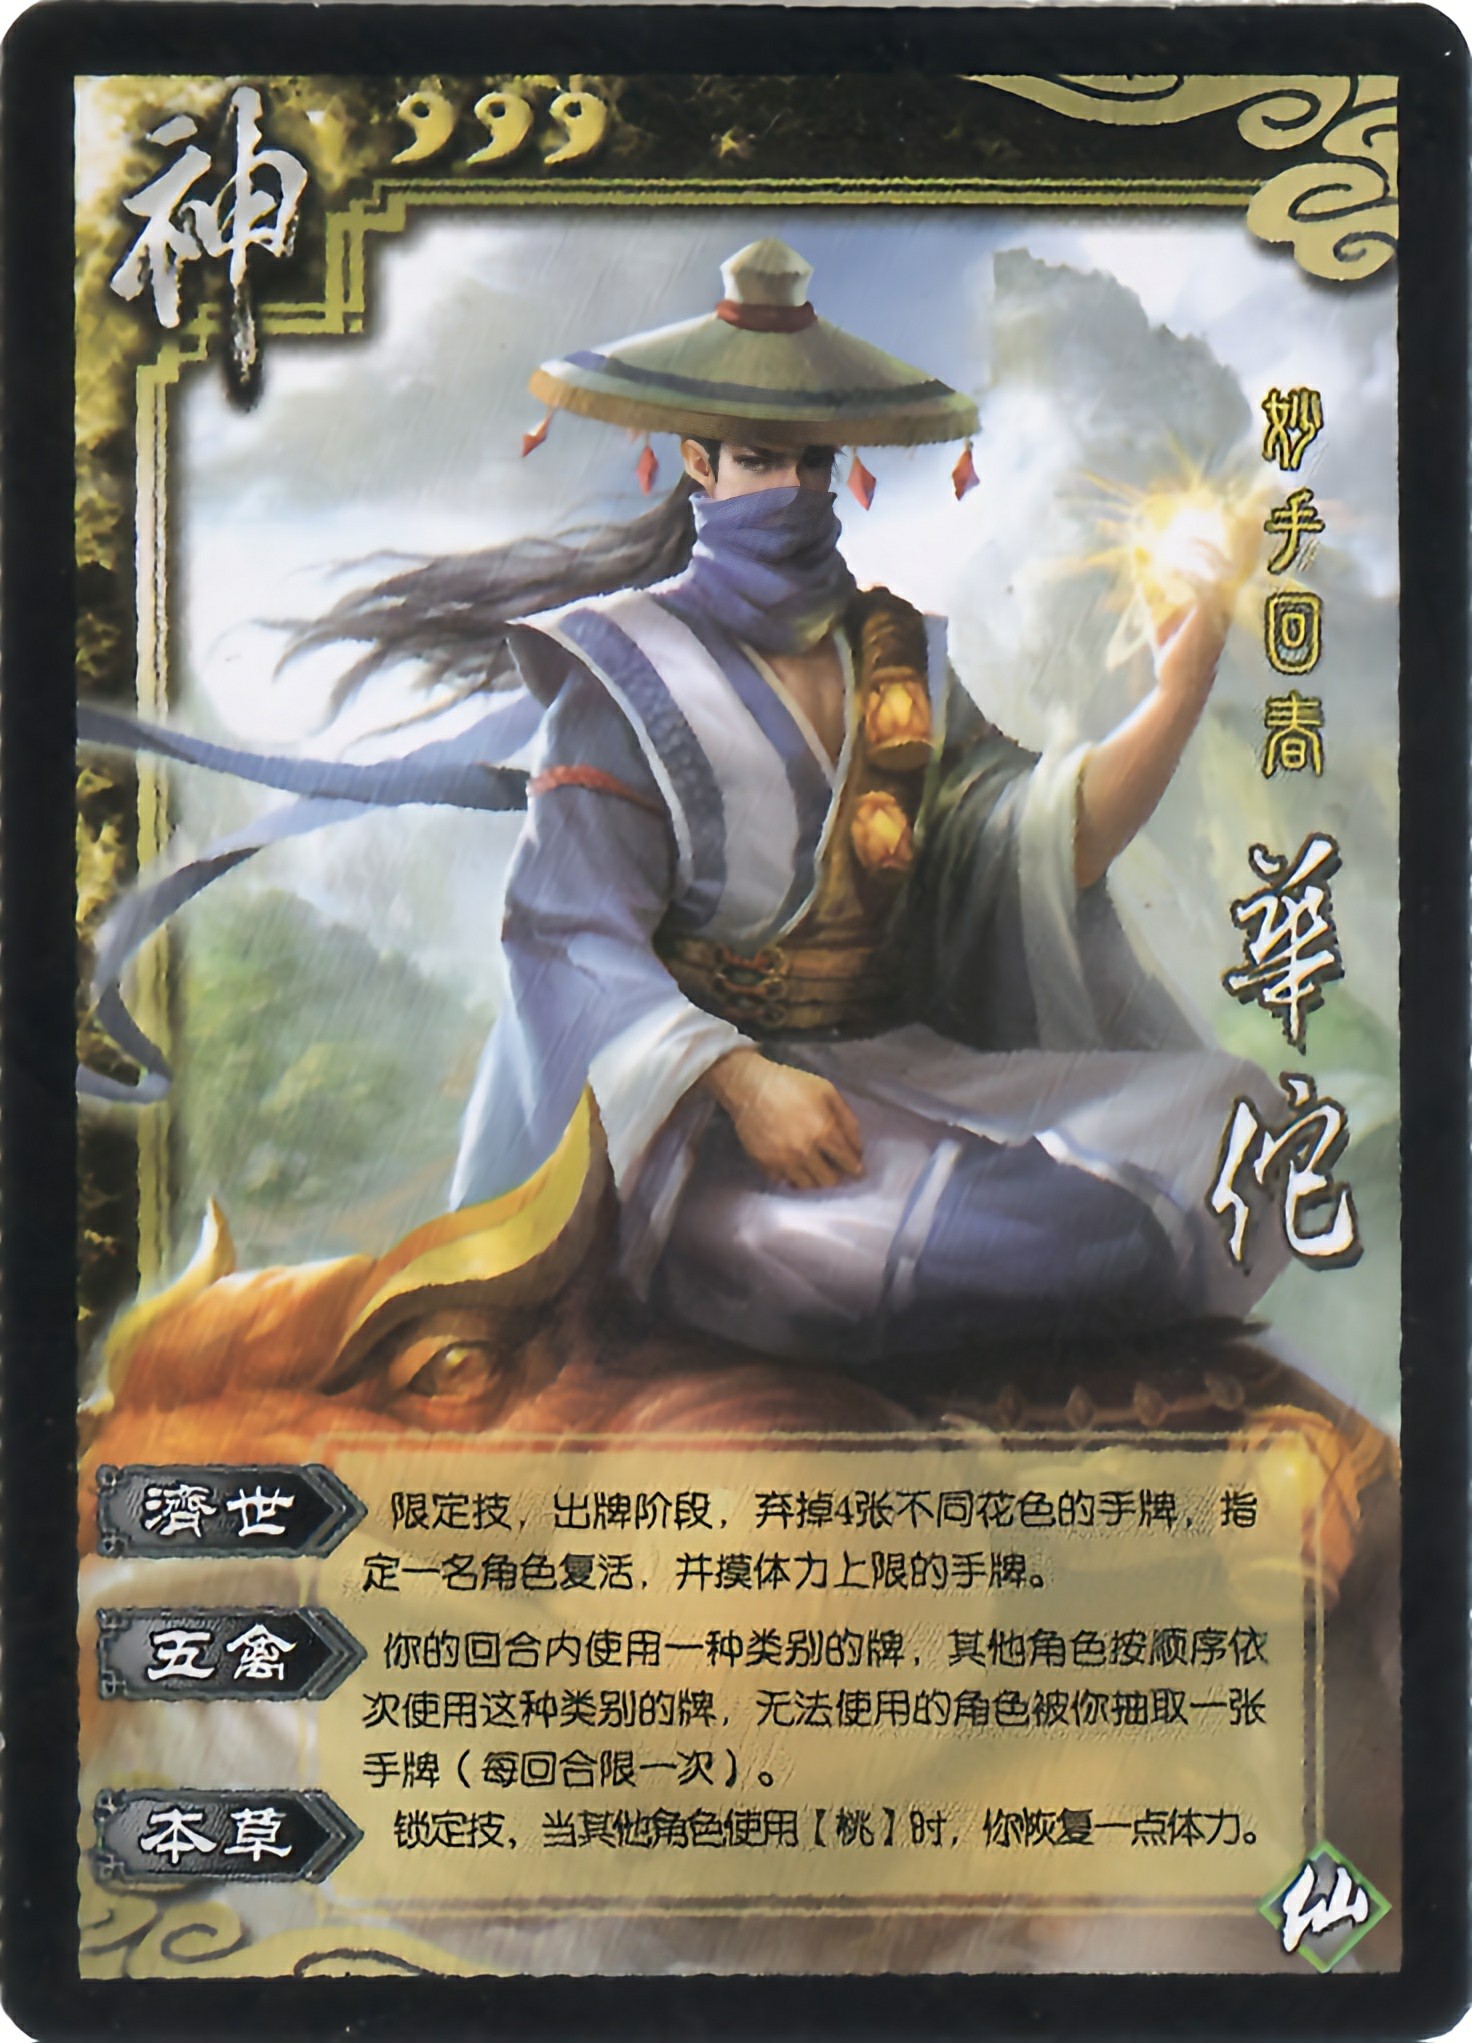 神
妙手回春
華佗
濟世
限定技，出牌阶段，弃掉4张不同花色的手牌，指
定一名角色复活，并摸体力上限的手牌。
五禽
你的回合内使用一种类别的牌，其他角色按顺序依
次使用这种类别的牌，无法使用的角色被你抽取一张
手牌（每回合限一次）。
本草
锁定技，当其他角色使用【桃】时，你恢复一点体力。
仙